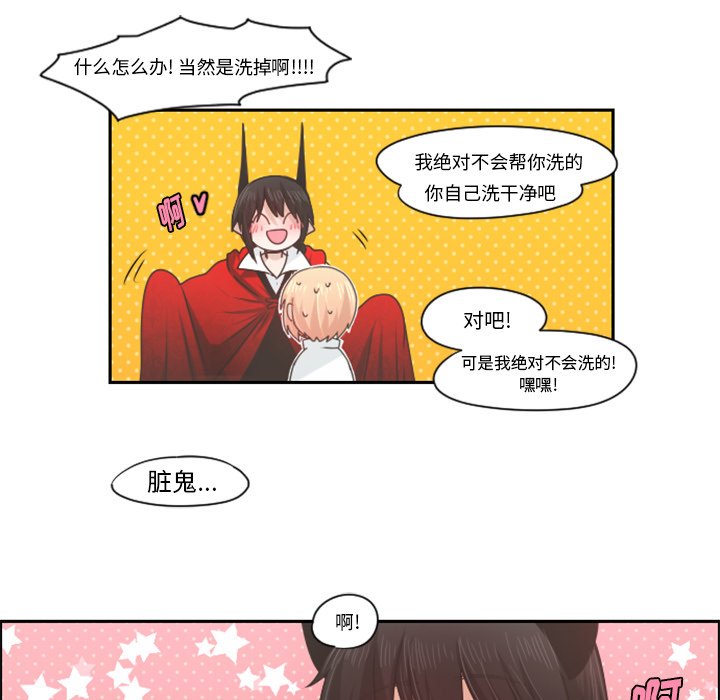 什么怎么办! 当然是洗掉啊!!!!
我绝对不会帮你洗的
你自己洗干净吧
啊
对吧!
可是我绝对不会洗的!
嘿嘿!
脏鬼...
啊!